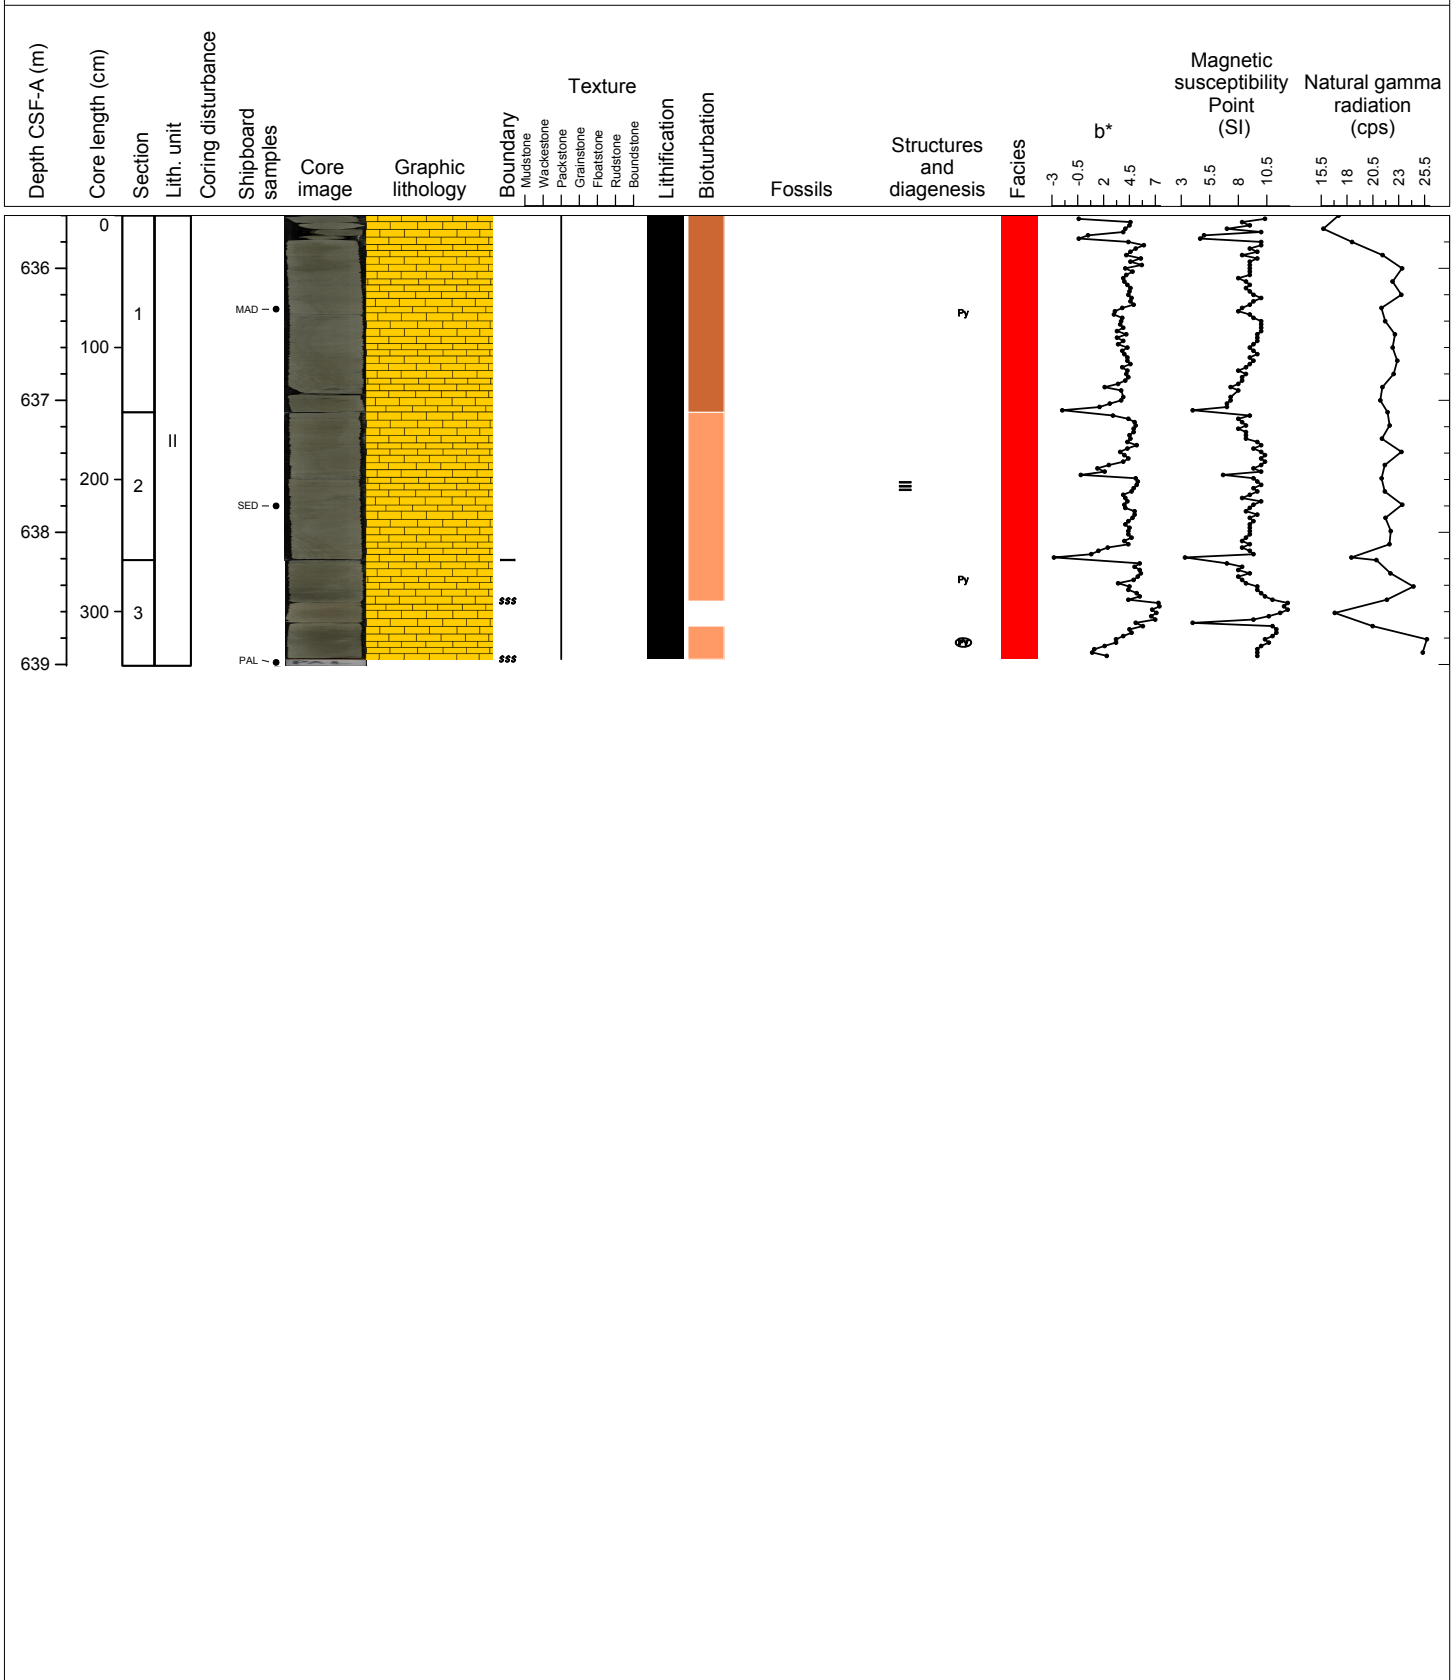 Depth CSF-A (m)
Core length (cm)
Section
Lith. unit
Coring disturbance
Shipboard
samples
Core
image
Graphic
lithology
Boundary
Texture
Mudstone
Wackestone
Packstone
Grainstone
Floatstone
Rudstone
Boundstone
Lithification
Bioturbation
Fossils
Structures
and
diagenesis
Facies
b*
-3 -0.5 2 4.5 7
Magnetic
susceptibility
Point
(SI)
3 5.5 8 10.5
Natural gamma
radiation
(cps)
15.5 18 20.5 23 25.5
0
636
MAD
Py
1
100
637
II
200
2
SED
638
Py
sss
300
3
Py
PAL
PAL
sss
639